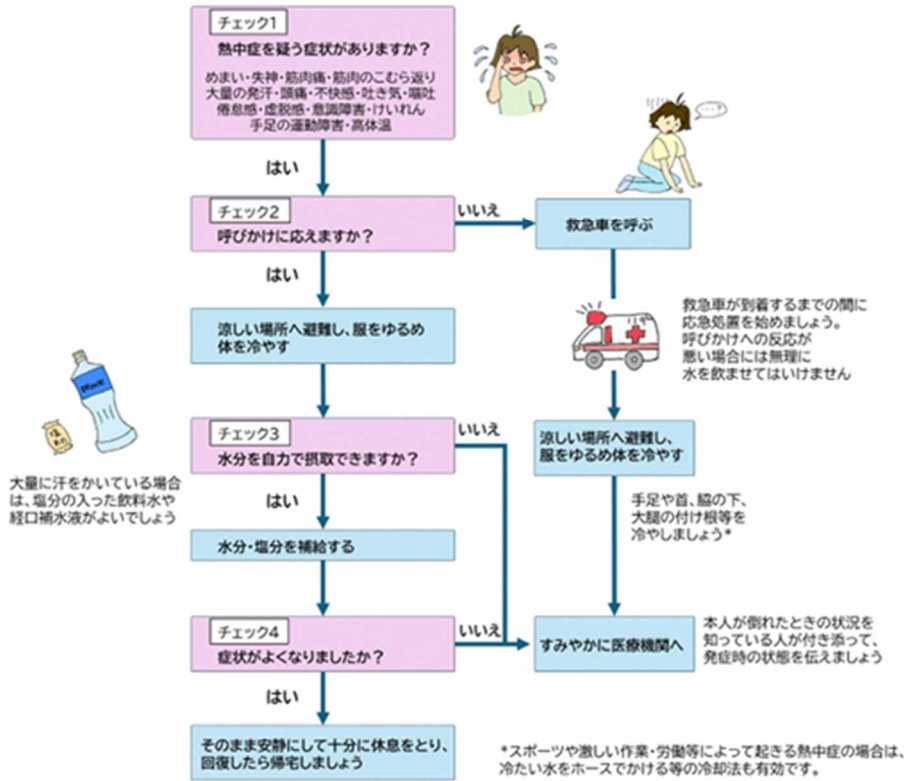 チェック1
熱中症を疑う症状がありますか？
めまい・失神・筋肉痛・筋肉のこむら返り
大量の発汗・頭痛・不快感・吐き気・嘔吐
倦怠感・虚脱感・意識障害・けいれん
手足の運動障害・高体温
はい
チェック2
呼びかけに応えますか？
いいえ
救急車を呼ぶ
はい
救急車が到着するまでの間に
応急処置を始めましょう。
呼びかけへの反応が
悪い場合には無理に
水を飲ませてはいけません
涼しい場所へ避難し、服をゆるめ
体を冷やす
チェック3
水分を自力で摂取できますか？
いいえ
涼しい場所へ避難し、
服をゆるめ体を冷やす
大量に汗をかいている場合
は、塩分の入った飲料水や
経口補水液がよいでしょう
はい
手足や首、脇の下、
大腿の付け根等を
冷やしましょう*
水分・塩分を補給する
チェック4
症状がよくなりましたか？
いいえ
すみやかに医療機関へ
本人が倒れたときの状況を
知っている人が付き添って、
発症時の状態を伝えましょう
はい
そのまま安静にして十分に休息をとり、
回復したら帰宅しましょう
*スポーツや激しい作業・労働等によって起きる熱中症の場合は、
冷たい水をホースでかける等の冷却法も有効です。